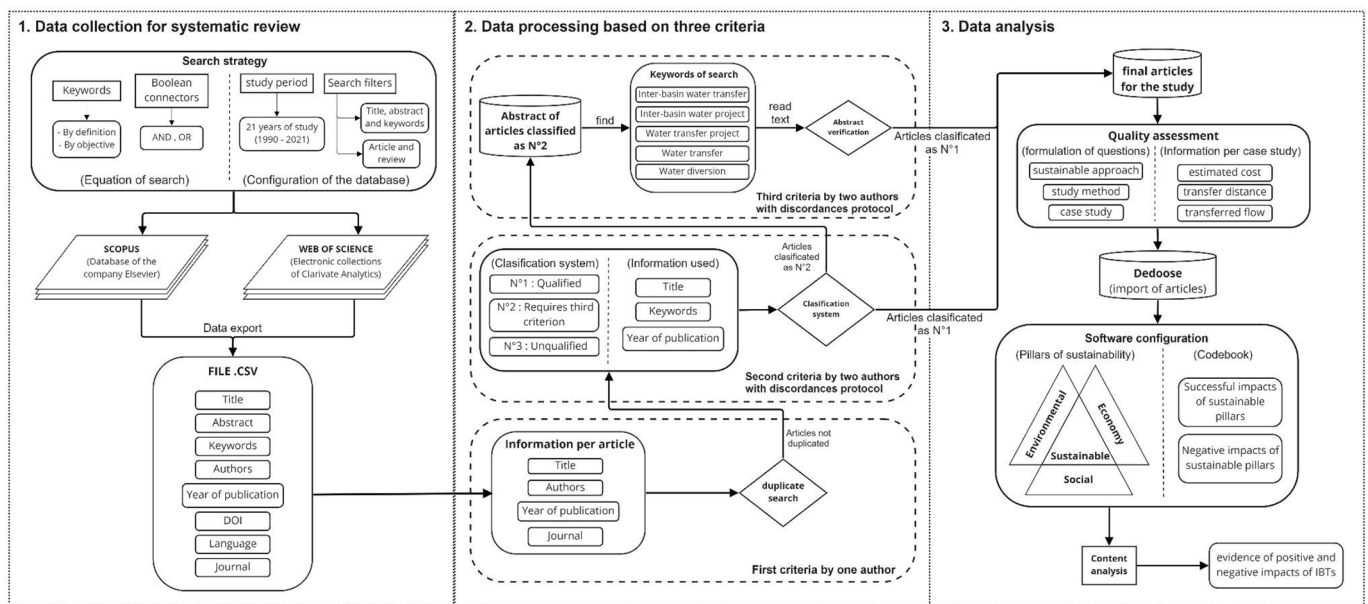 1. Data collection for systematic review
Search strategy
Keywords
- By definition
- By objective
Boolean
connectors
AND , OR
(Equation of search)
study period
21 years of study
(1990 - 2021)
Search filters
Title, abstract
and keywords
Article and
review
(Configuration of the database)
SCOPUS
(Database of the
company Elsevier)
WEB OF SCIENCE
(Electronic collections
of Clarivate Analytics)
Data export
FILE .CSV
Title
Abstract
Keywords
Authors
Year of publication
DOI
Language
Journal
2. Data processing based on three criteria
Abstract of
articles classified
as N°2
find
Keywords of search
Inter-basin water transfer
Inter-basin water project
Water transfer project
Water transfer
Water diversion
read
text
Abstract
verification
Articles clasificated
as N°1
Third criteria by two authors
with discordances protocol
(Clasification system)
N°1 : Qualified
N°2 : Requires third
criterion
N°3 : Unqualified
(Information used)
Title
Keywords
Year of publication
Articles
clasificated
as N°2
Clasification
system
Articles clasificated
as N°1
Second criteria by two authors
with discordances protocol
Information per article
Title
Authors
Year of publication
Journal
Articles not
duplicated
duplicate
search
First criteria by one author
3. Data analysis
final articles
for the study
Quality assessment
(formulation of questions)
sustainable approach
study method
case study
(Information per case study)
estimated cost
transfer distance
transferred flow
Dedoose
(import of articles)
Software configuration
(Pillars of sustainability)
Environmental
Economy
Sustainable
Social
(Codebook)
Successful impacts
of sustainable
pillars
Negative impacts of
sustainable pillars
Content
analysis
evidence of positive and
negative impacts of IBTs